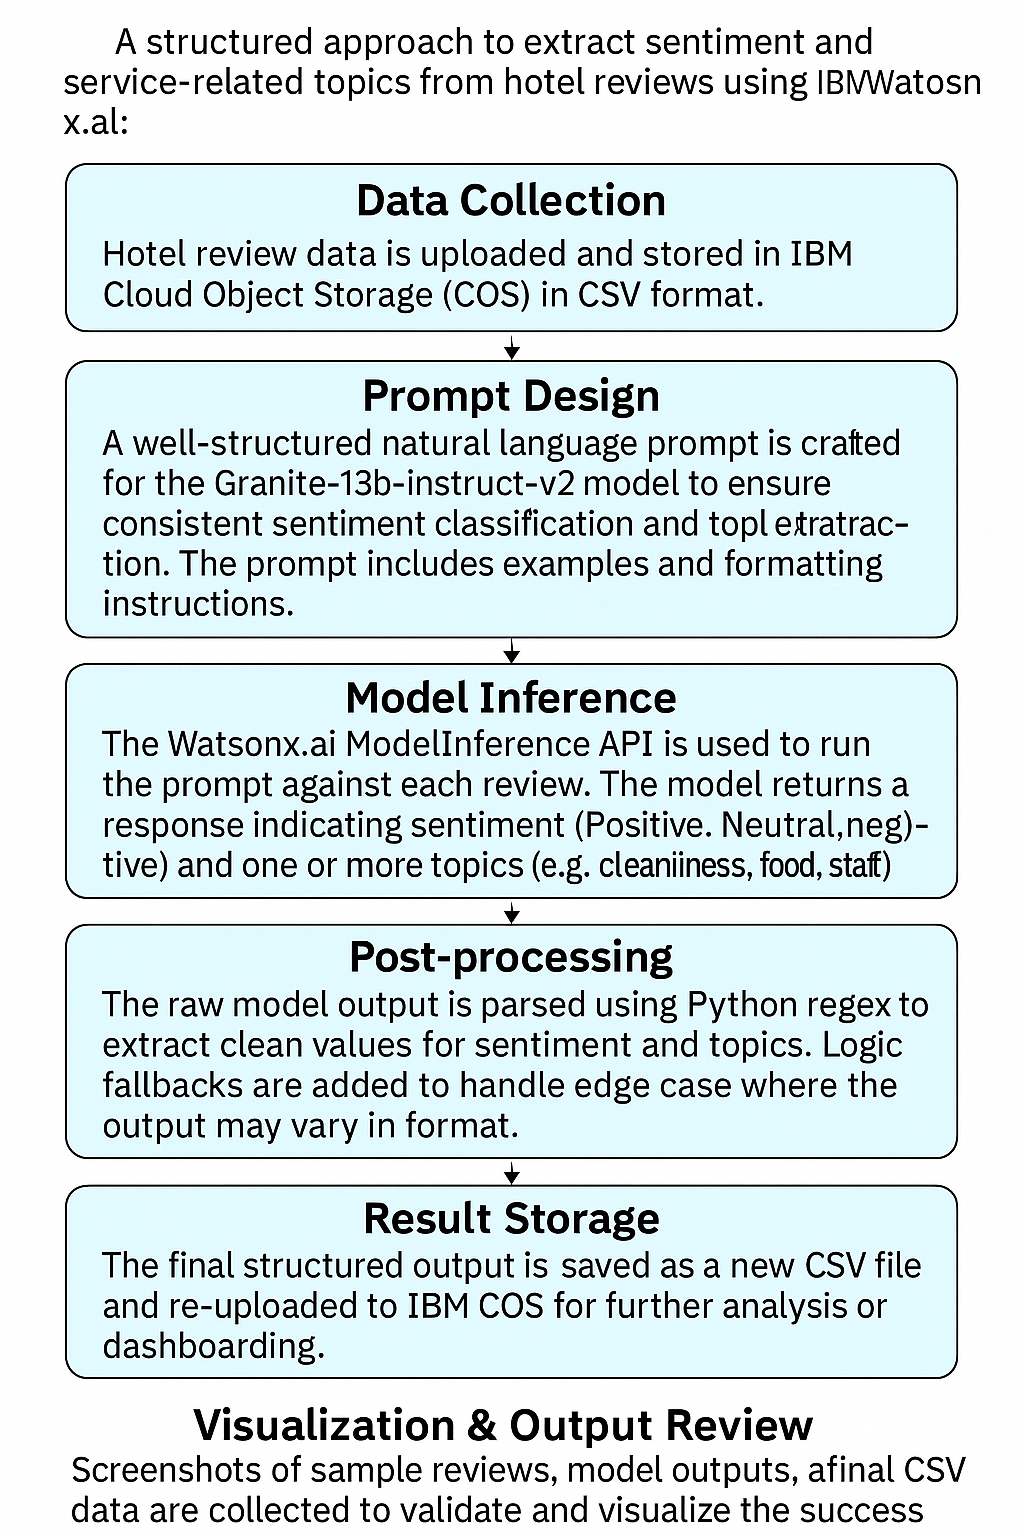 A structured approach to extract sentiment and
service-related topics from hotel reviews using IBMWatosn
x.al:
Data Collection
Hotel review data is uploaded and stored in IBM
Cloud Object Storage (COS) in CSV format.
Prompt Design
A well-structured natural language prompt is crafted
for the Granite-13b-instruct-v2 model to ensure
consistent sentiment classification and topl etratrac-
tion. The prompt includes examples and formatting
instructions.
Model Inference
The Watsonx.ai ModelInference API is used to run
the prompt against each review. The model returns a
response indicating sentiment (Positive. Neutral,neg)-
tive) and one or more topics (e.g. cleaniiness, food, staff)
Post-processing
The raw model output is parsed using Python regex to
extract clean values for sentiment and topics. Logic
fallbacks are added to handle edge case where the
output may vary in format.
Result Storage
The final structured output is saved as a new CSV file
and re-uploaded to IBM COS for further analysis or
dashboarding.
Visualization & Output Review
Screenshots of sample reviews, model outputs, afinal CSV
data are collected to validate and visualize the success